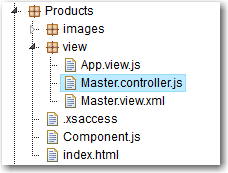 Products
images
view
App.view.js
Master.controller.js
Master.view.xml
.xsaccess
Component.js
index.html